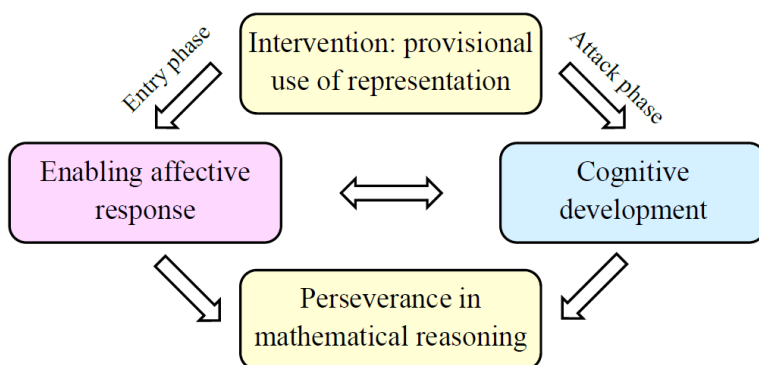 Intervention: provisional
use of representation
Entry phase
Attack phase
Enabling affective
response
Cognitive
development
Perseverance in
mathematical reasoning